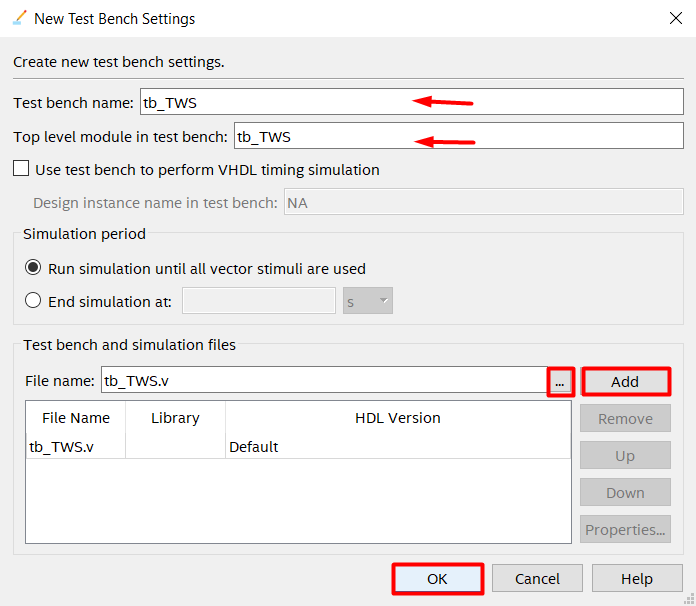 New Test Bench Settings
Create new test bench settings.
Test bench name: tb_TWS
Top level module in test bench: tb_TWS
Use test bench to perform VHDL timing simulation
Design instance name in test bench: NA
Simulation period
Run simulation until all vector stimuli are used
End simulation at: s
Test bench and simulation files
File name: tb_TWS.v ... Add
File Name Library HDL Version Remove
tb_TWS.v Default
Up
Down
Properties...
OK Cancel Help